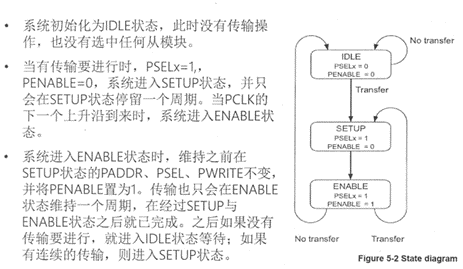 • 系统初始化为IDLE状态，此时没有传输操
作，也没有选中任何从模块。
• 当有传输要进行时，PSELx=1,，
PENABLE=0，系统进入SETUP状态，并只
会在SETUP状态停留一个周期。当PCLK的
下一个上升沿到来时，系统进入ENABLE状
态。
• 系统进入ENABLE状态时，维持之前在
SETUP状态的PADDR、PSEL、PWRITE不变，
并将PENABLE置为1。传输也只会在ENABLE
状态维持一个周期，在经过SETUP与
ENABLE状态之后就已完成。之后如果没有
传输要进行，就进入IDLE状态等待；如果
有连续的传输，则进入SETUP状态。
No transfer
IDLE
PSELx = 0
PENABLE = 0
Transfer
SETUP
PSELx = 1
PENABLE = 0
ENABLE
PSELx = 1
PENABLE = 1
No transfer
Transfer
Figure 5-2 State diagram